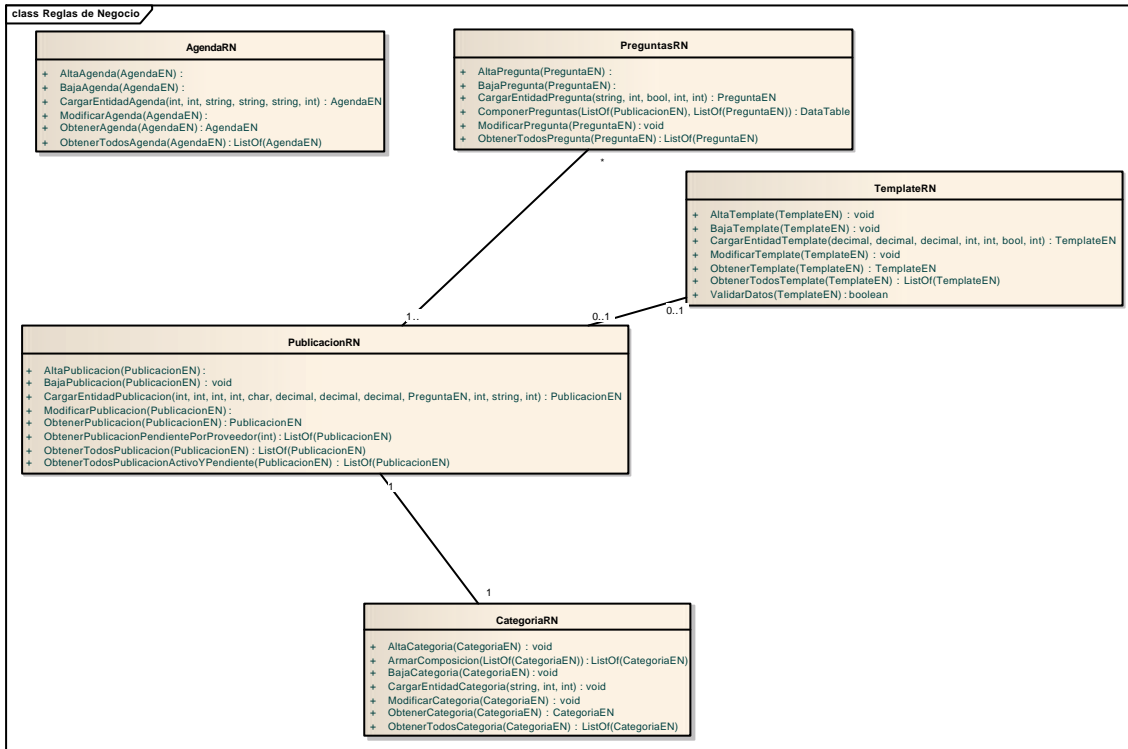 class Reglas de Negocio
AgendaRN
+ AltaAgenda(AgendaEN) :
+ BajaAgenda(AgendaEN) :
+ CargarEntidadAgenda(int, int, string, string, string, int) : AgendaEN
+ ModificarAgenda(AgendaEN) :
+ ObtenerAgenda(AgendaEN) : AgendaEN
+ ObtenerTodosAgenda(AgendaEN) : ListOf(AgendaEN)
PreguntasRN
+ AltaPregunta(PreguntaEN) :
+ BajaPregunta(PreguntaEN) :
+ CargarEntidadPregunta(string, int, bool, int, int) : PreguntaEN
+ ComponerPreguntas(ListOf(PublicacionEN), ListOf(PreguntaEN)) : DataTable
+ ModificarPregunta(PreguntaEN) : void
+ ObtenerTodosPregunta(PreguntaEN) : ListOf(PreguntaEN)
*
TemplateRN
+ AltaTemplate(TemplateEN) : void
+ BajaTemplate(TemplateEN) : void
+ CargarEntidadTemplate(decimal, decimal, decimal, int, int, bool, int) : TemplateEN
+ ModificarTemplate(TemplateEN) : void
+ ObtenerTemplate(TemplateEN) : TemplateEN
+ ObtenerTodosTemplate(TemplateEN) : ListOf(TemplateEN)
+ ValidarDatos(TemplateEN) : boolean
1..
0..1
0..1
PublicacionRN
+ AltaPublicacion(PublicacionEN) :
+ BajaPublicacion(PublicacionEN) : void
+ CargarEntidadPublicacion(int, int, int, int, char, decimal, decimal, decimal, PreguntaEN, int, string, int) : PublicacionEN
+ ModificarPublicacion(PublicacionEN) :
+ ObtenerPublicacion(PublicacionEN) : PublicacionEN
+ ObtenerPublicacionPendientePorProveedor(int) : ListOf(PublicacionEN)
+ ObtenerTodosPublicacion(PublicacionEN) : ListOf(PublicacionEN)
+ ObtenerTodosPublicacionActivoYPendiente(PublicacionEN) : ListOf(PublicacionEN)
1
1
CategoriaRN
+ AltaCategoria(CategoriaEN) : void
+ ArmarComposicion(ListOf(CategoriaEN)) : ListOf(CategoriaEN)
+ BajaCategoria(CategoriaEN) : void
+ CargarEntidadCategoria(string, int, int) : void
+ ModificarCategoria(CategoriaEN) : void
+ ObtenerCategoria(CategoriaEN) : CategoriaEN
+ ObtenerTodosCategoria(CategoriaEN) : ListOf(CategoriaEN)